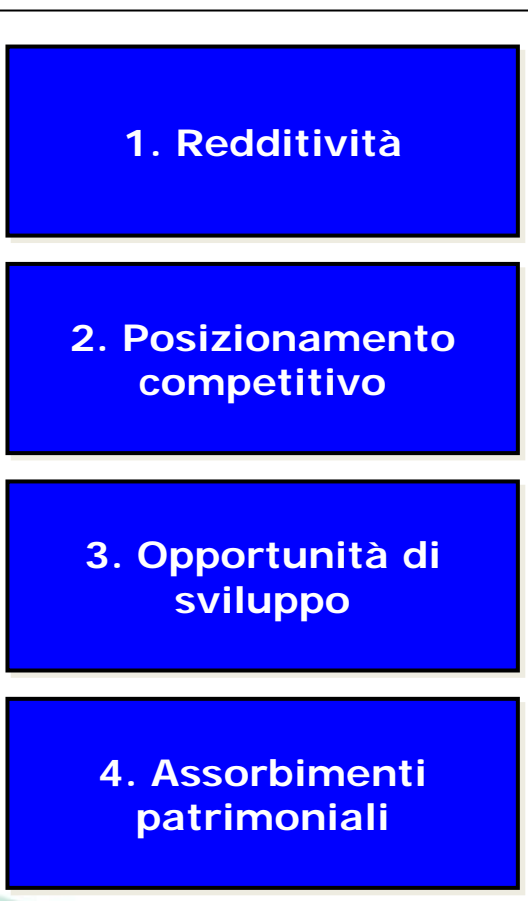 1. Redditività
2. Posizionamento
competitivo
3. Opportunità di
sviluppo
4. Assorbimenti
patrimoniali